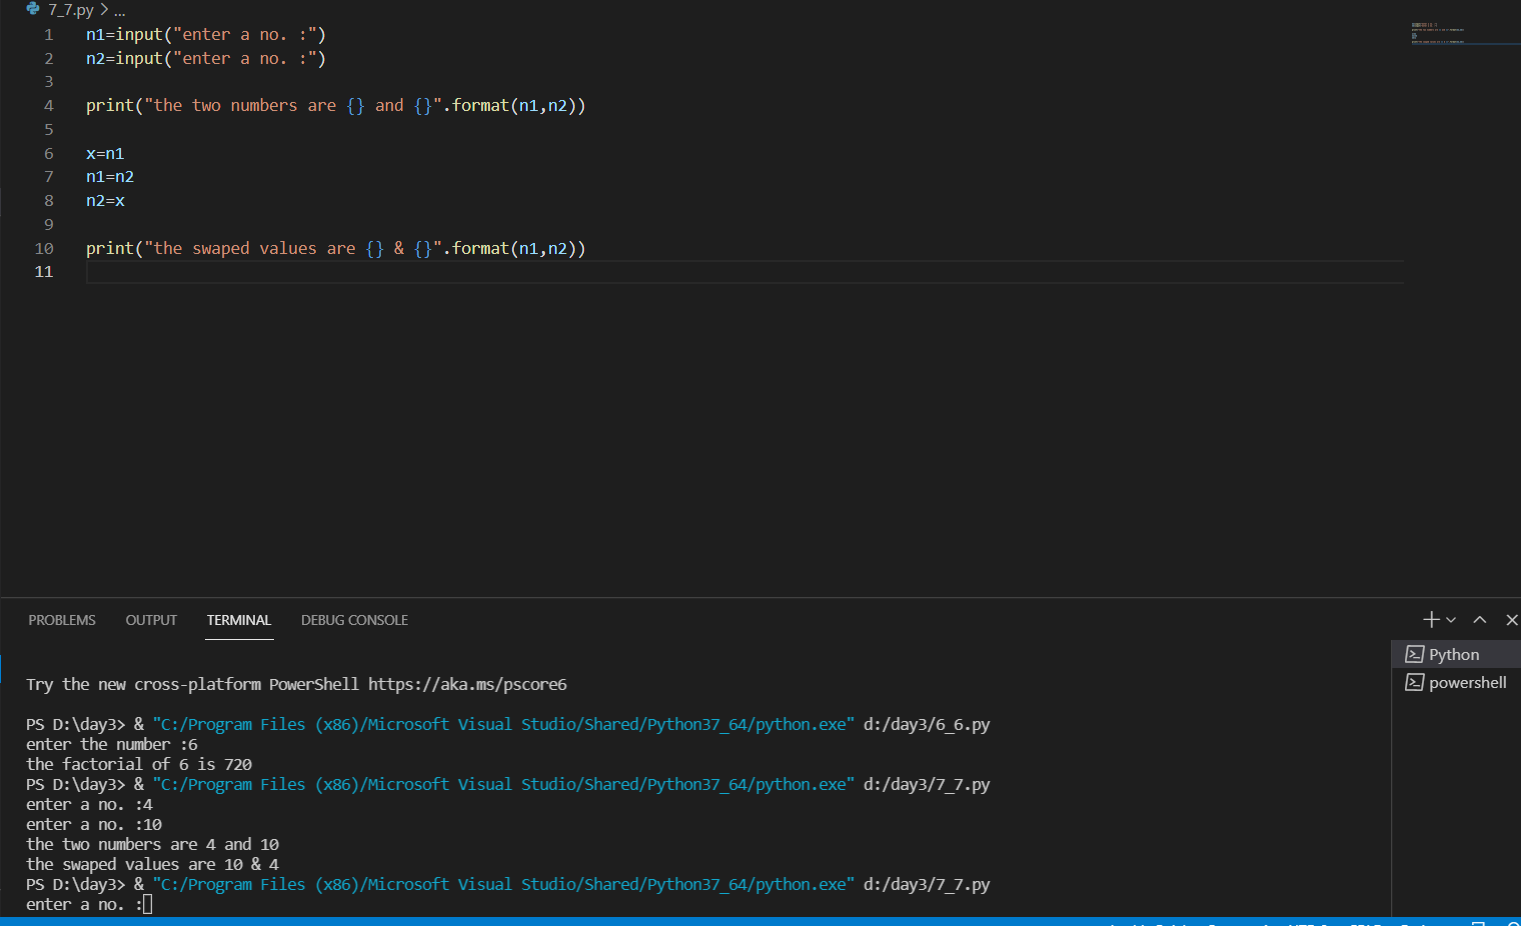 7_7.py > ...
1 n1=input("enter a no. :")
2 n2=input("enter a no. :")
3
4 print("the two numbers are {} and {}".format(n1,n2))
5
6 x=n1
7 n1=n2
8 n2=x
9
10 print("the swaped values are {} & {}".format(n1,n2))
11
PROBLEMS OUTPUT TERMINAL DEBUG CONSOLE
Python
powershell
Try the new cross-platform PowerShell https://aka.ms/pscore6
PS D:\day3> & "C:/Program Files (x86)/Microsoft Visual Studio/Shared/Python37_64/python.exe" d:/day3/6_6.py
enter the number :6
the factorial of 6 is 720
PS D:\day3> & "C:/Program Files (x86)/Microsoft Visual Studio/Shared/Python37_64/python.exe" d:/day3/7_7.py
enter a no. :4
enter a no. :10
the two numbers are 4 and 10
the swaped values are 10 & 4
PS D:\day3> & "C:/Program Files (x86)/Microsoft Visual Studio/Shared/Python37_64/python.exe" d:/day3/7_7.py
enter a no. :